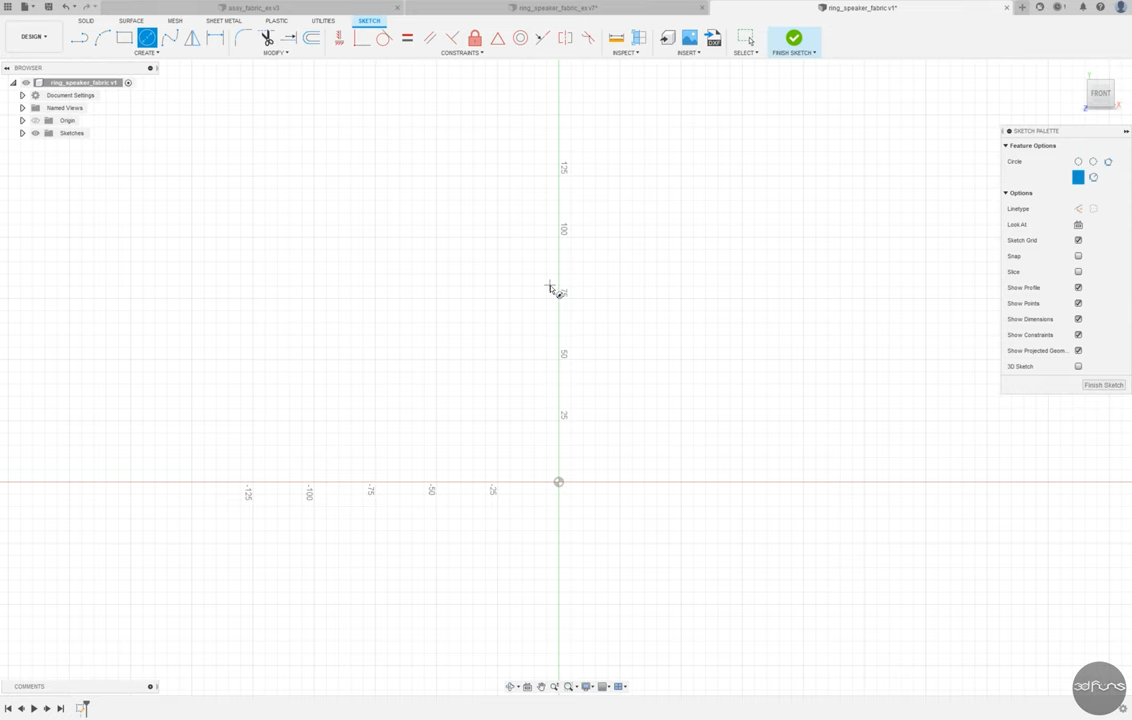 assy_fabric_ex v3
ring_speaker_fabric_ex v7*
ring_speaker_fabric v1*
DESIGN
SOLID SURFACE MESH SHEET METAL PLASTIC UTILITIES SKETCH
CREATE MODIFY CONSTRAINTS INSPECT INSERT SELECT FINISH SKETCH
DXF
BROWSER
ring_speaker_fabric v1
Document Settings
Named Views
Origin
Sketches
FRONT
Z X
SKETCH PALETTE
Feature Options
Circle
Options
Linetype
Look At
Sketch Grid
Snap
Slice
Show Profile
Show Points
Show Dimensions
Show Constraints
Show Projected Geom...
3D Sketch
Finish Sketch
125
100
75
50
25
-125 -100 -75 -50 -25
COMMENTS
3dfuns